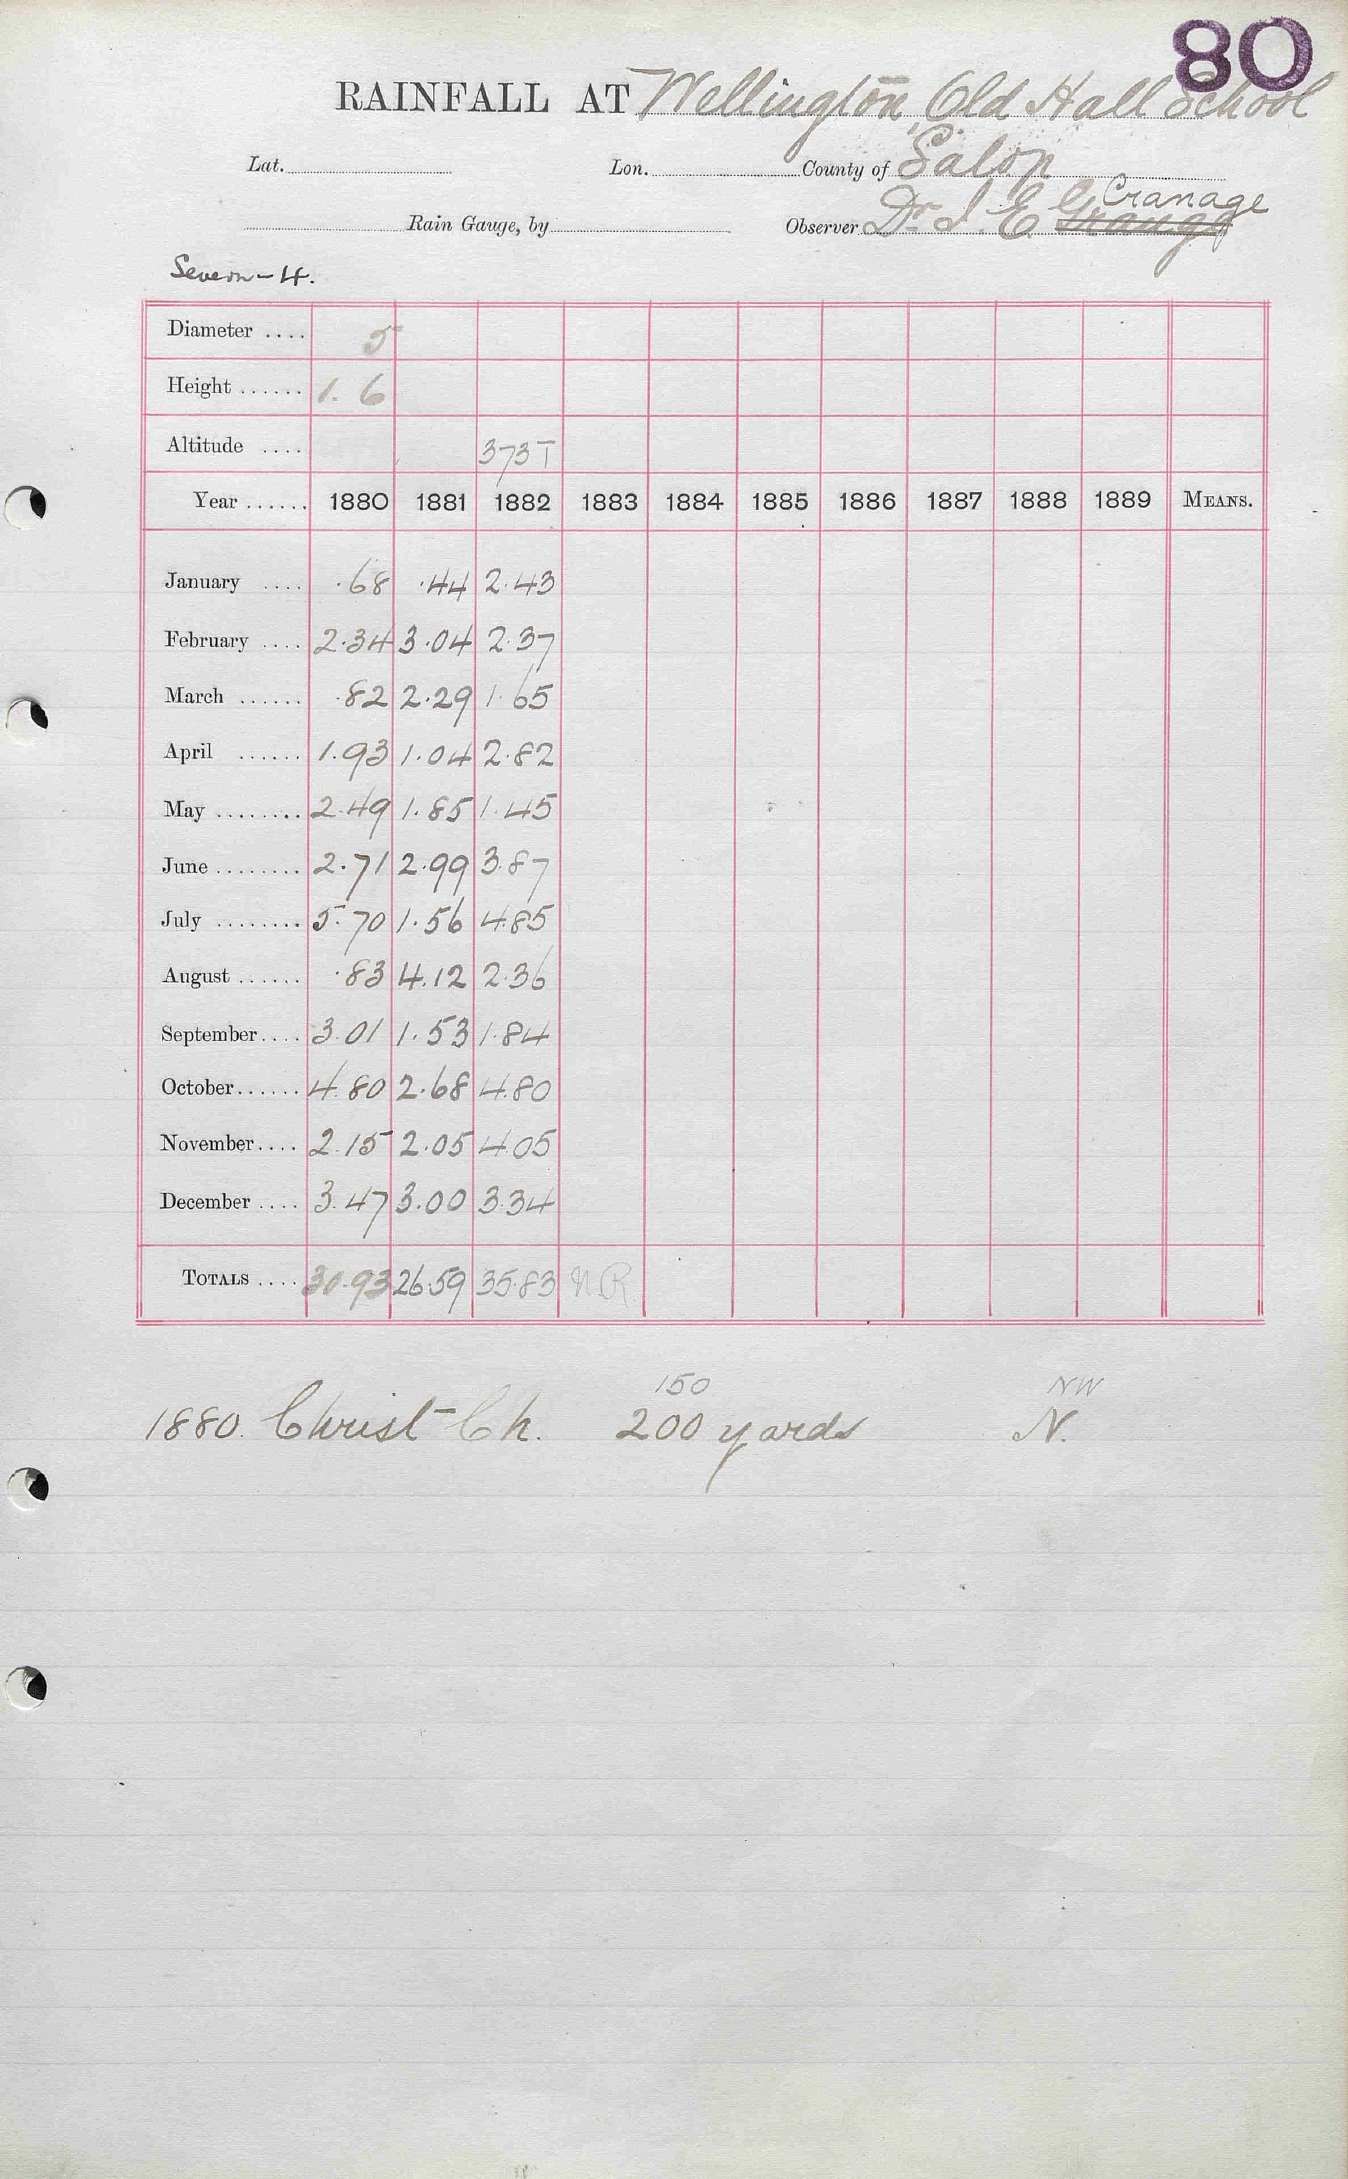 80
RAINFALL AT Wellington, Old Hall School
Lat. Lon. County of Salop
Rain Gauge, by Observer Dr. J. E. Grange Cranage
Severn - 4.
Diameter .... 5
Height ...... 1. 6
Altitude .... 373 T
Year ...... 1880 1881 1882 1883 1884 1885 1886 1887 1888 1889 MEANS.
January .... .68 .44 2.43
February .... 2.34 3.04 2.37
March ...... .82 2.29 1.65
April ...... 1.93 1.04 2.82
May ........ 2.49 1.85 1.45
June ........ 2.71 2.99 3.87
July ........ 5.70 1.56 4.85
August ...... .83 4.12 2.36
September .... 3.01 1.53 1.84
October ...... 4.80 2.68 4.80
November .... 2.15 2.05 4.05
December .... 3.47 3.00 3.34
TOTALS .... 30.93 26.59 35.83 N.R.
150 NW
1880. Christ Ch. 200 yards N.